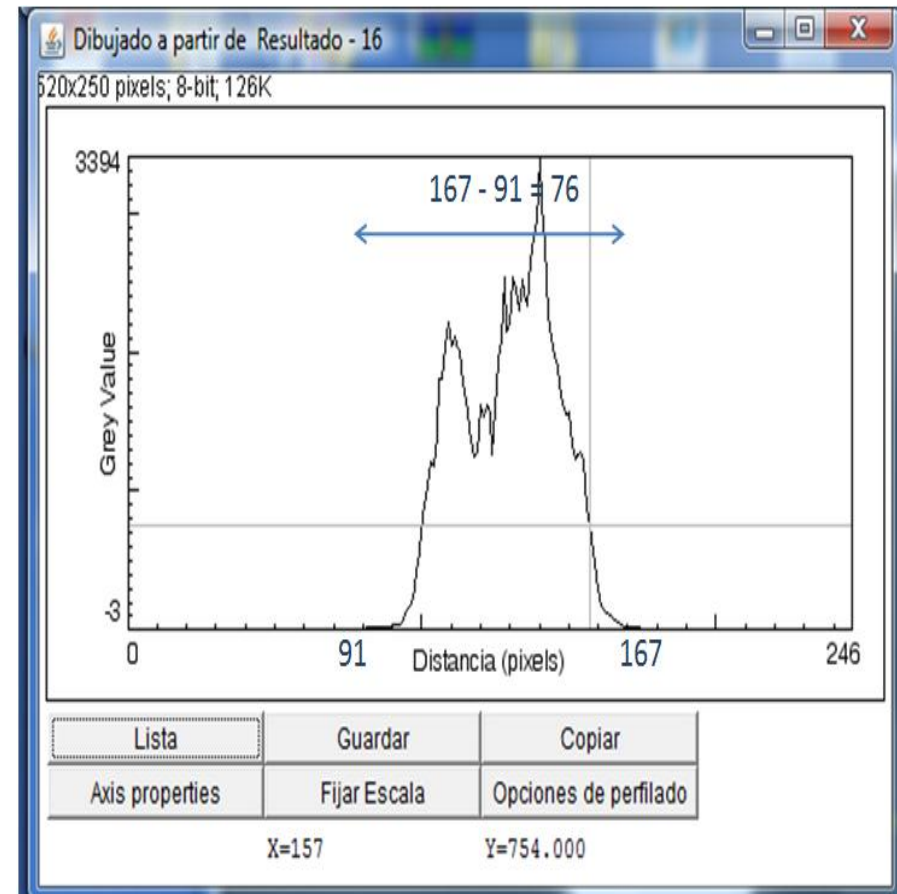 Dibujado a partir de Resultado - 16
520x250 pixels; 8-bit; 126K
3394
167 - 91 = 76
Grey Value
-3
0
91
Distancia (pixels)
167
246
Lista
Guardar
Copiar
Axis properties
Fijar Escala
Opciones de perfilado
X=157
Y=754.000